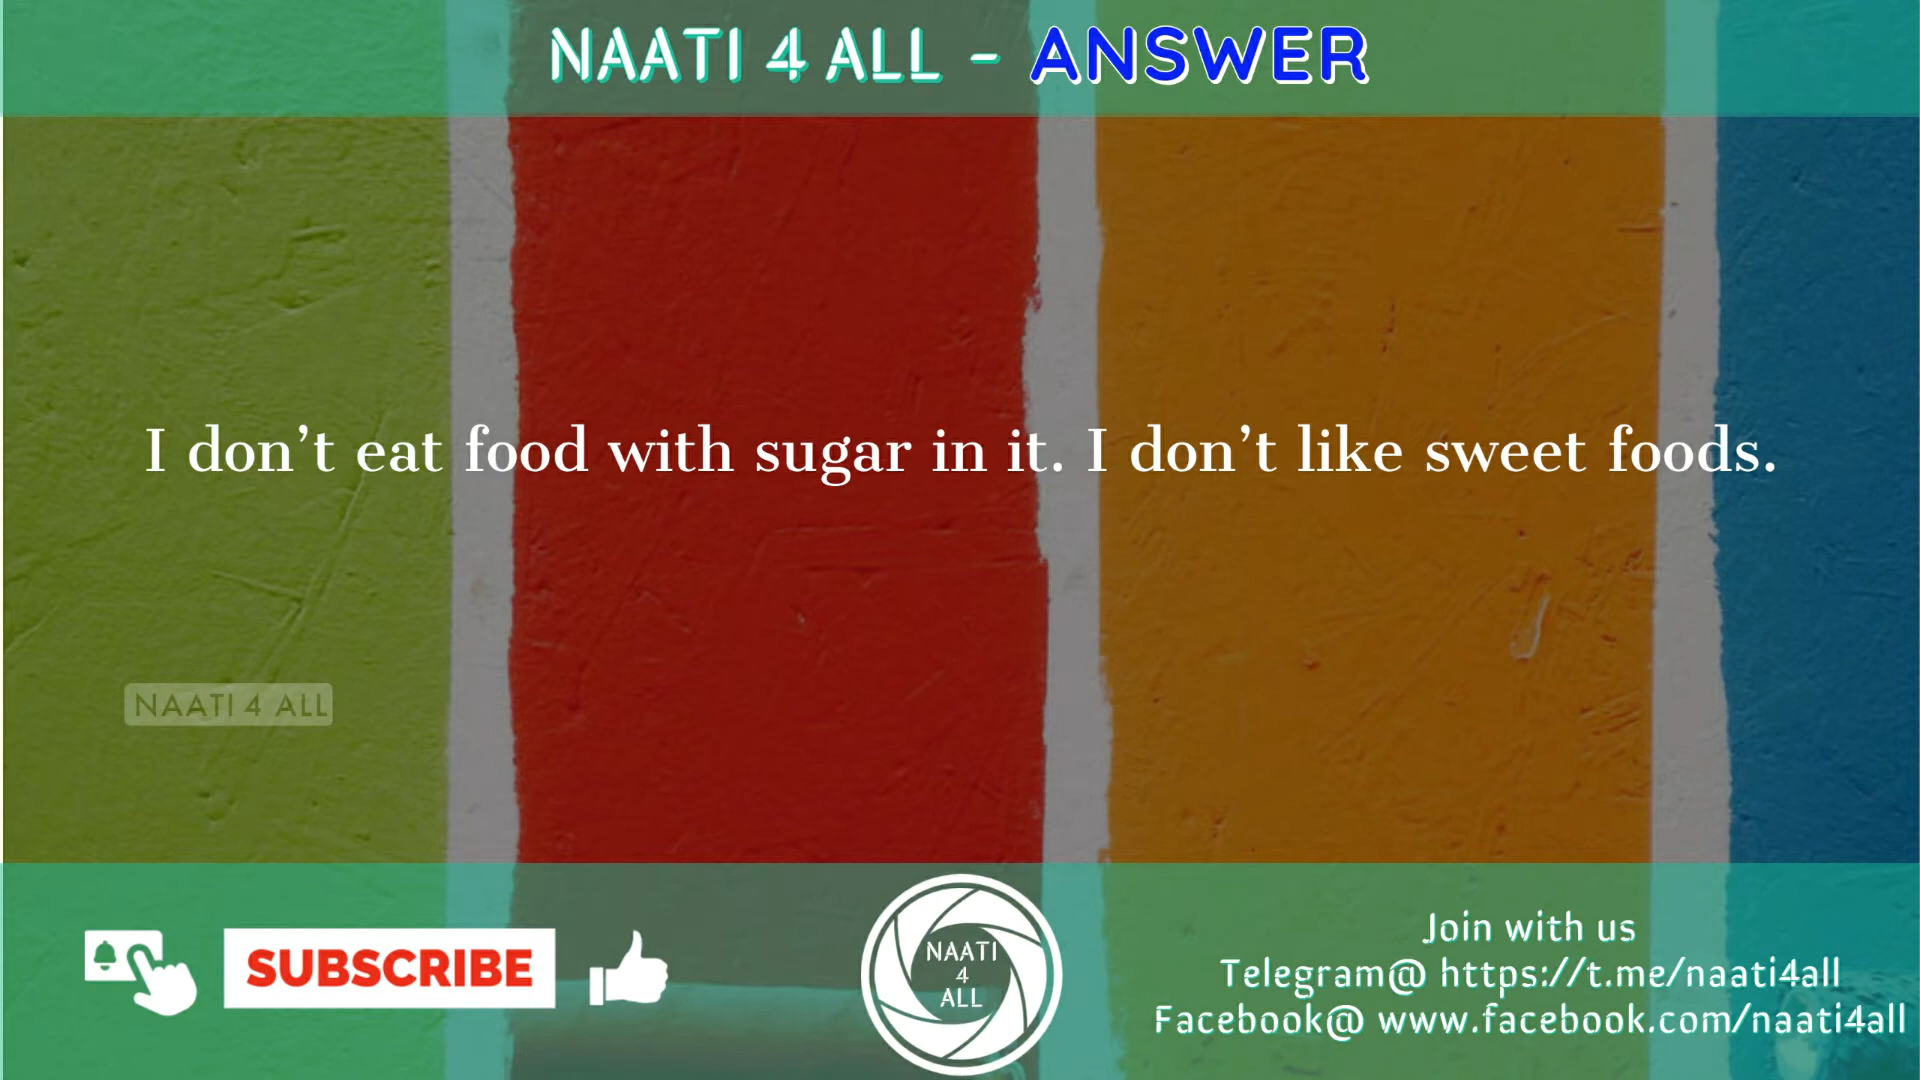 NAATI 4 ALL - ANSWER
I don’t eat food with sugar in it. I don’t like sweet foods.
NAATI 4 ALL
SUBSCRIBE
NAATI
4
ALL
Join with us
Telegram@ https://t.me/naati4all
Facebook@ www.facebook.com/naati4all